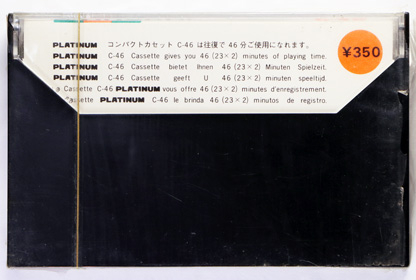 PLATINUM コンパクトカセット C-46 は往復で 46 分ご使用になれます。
PLATINUM C-46 Cassette gives you 46 (23×2) minutes of playing time.
PLATINUM C-46 Cassette bietet Ihnen 46 (23×2) Minuten Spielzeit.
PLATINUM C-46 Cassette geeft U 46 (23×2) minuten speeltijd.
a Cassette C-46 PLATINUM vous offre 46 (23×2) minutes d'enregistrement.
Cassette PLATINUM C-46 le brinda 46 (23×2) minutos de registro.
¥350